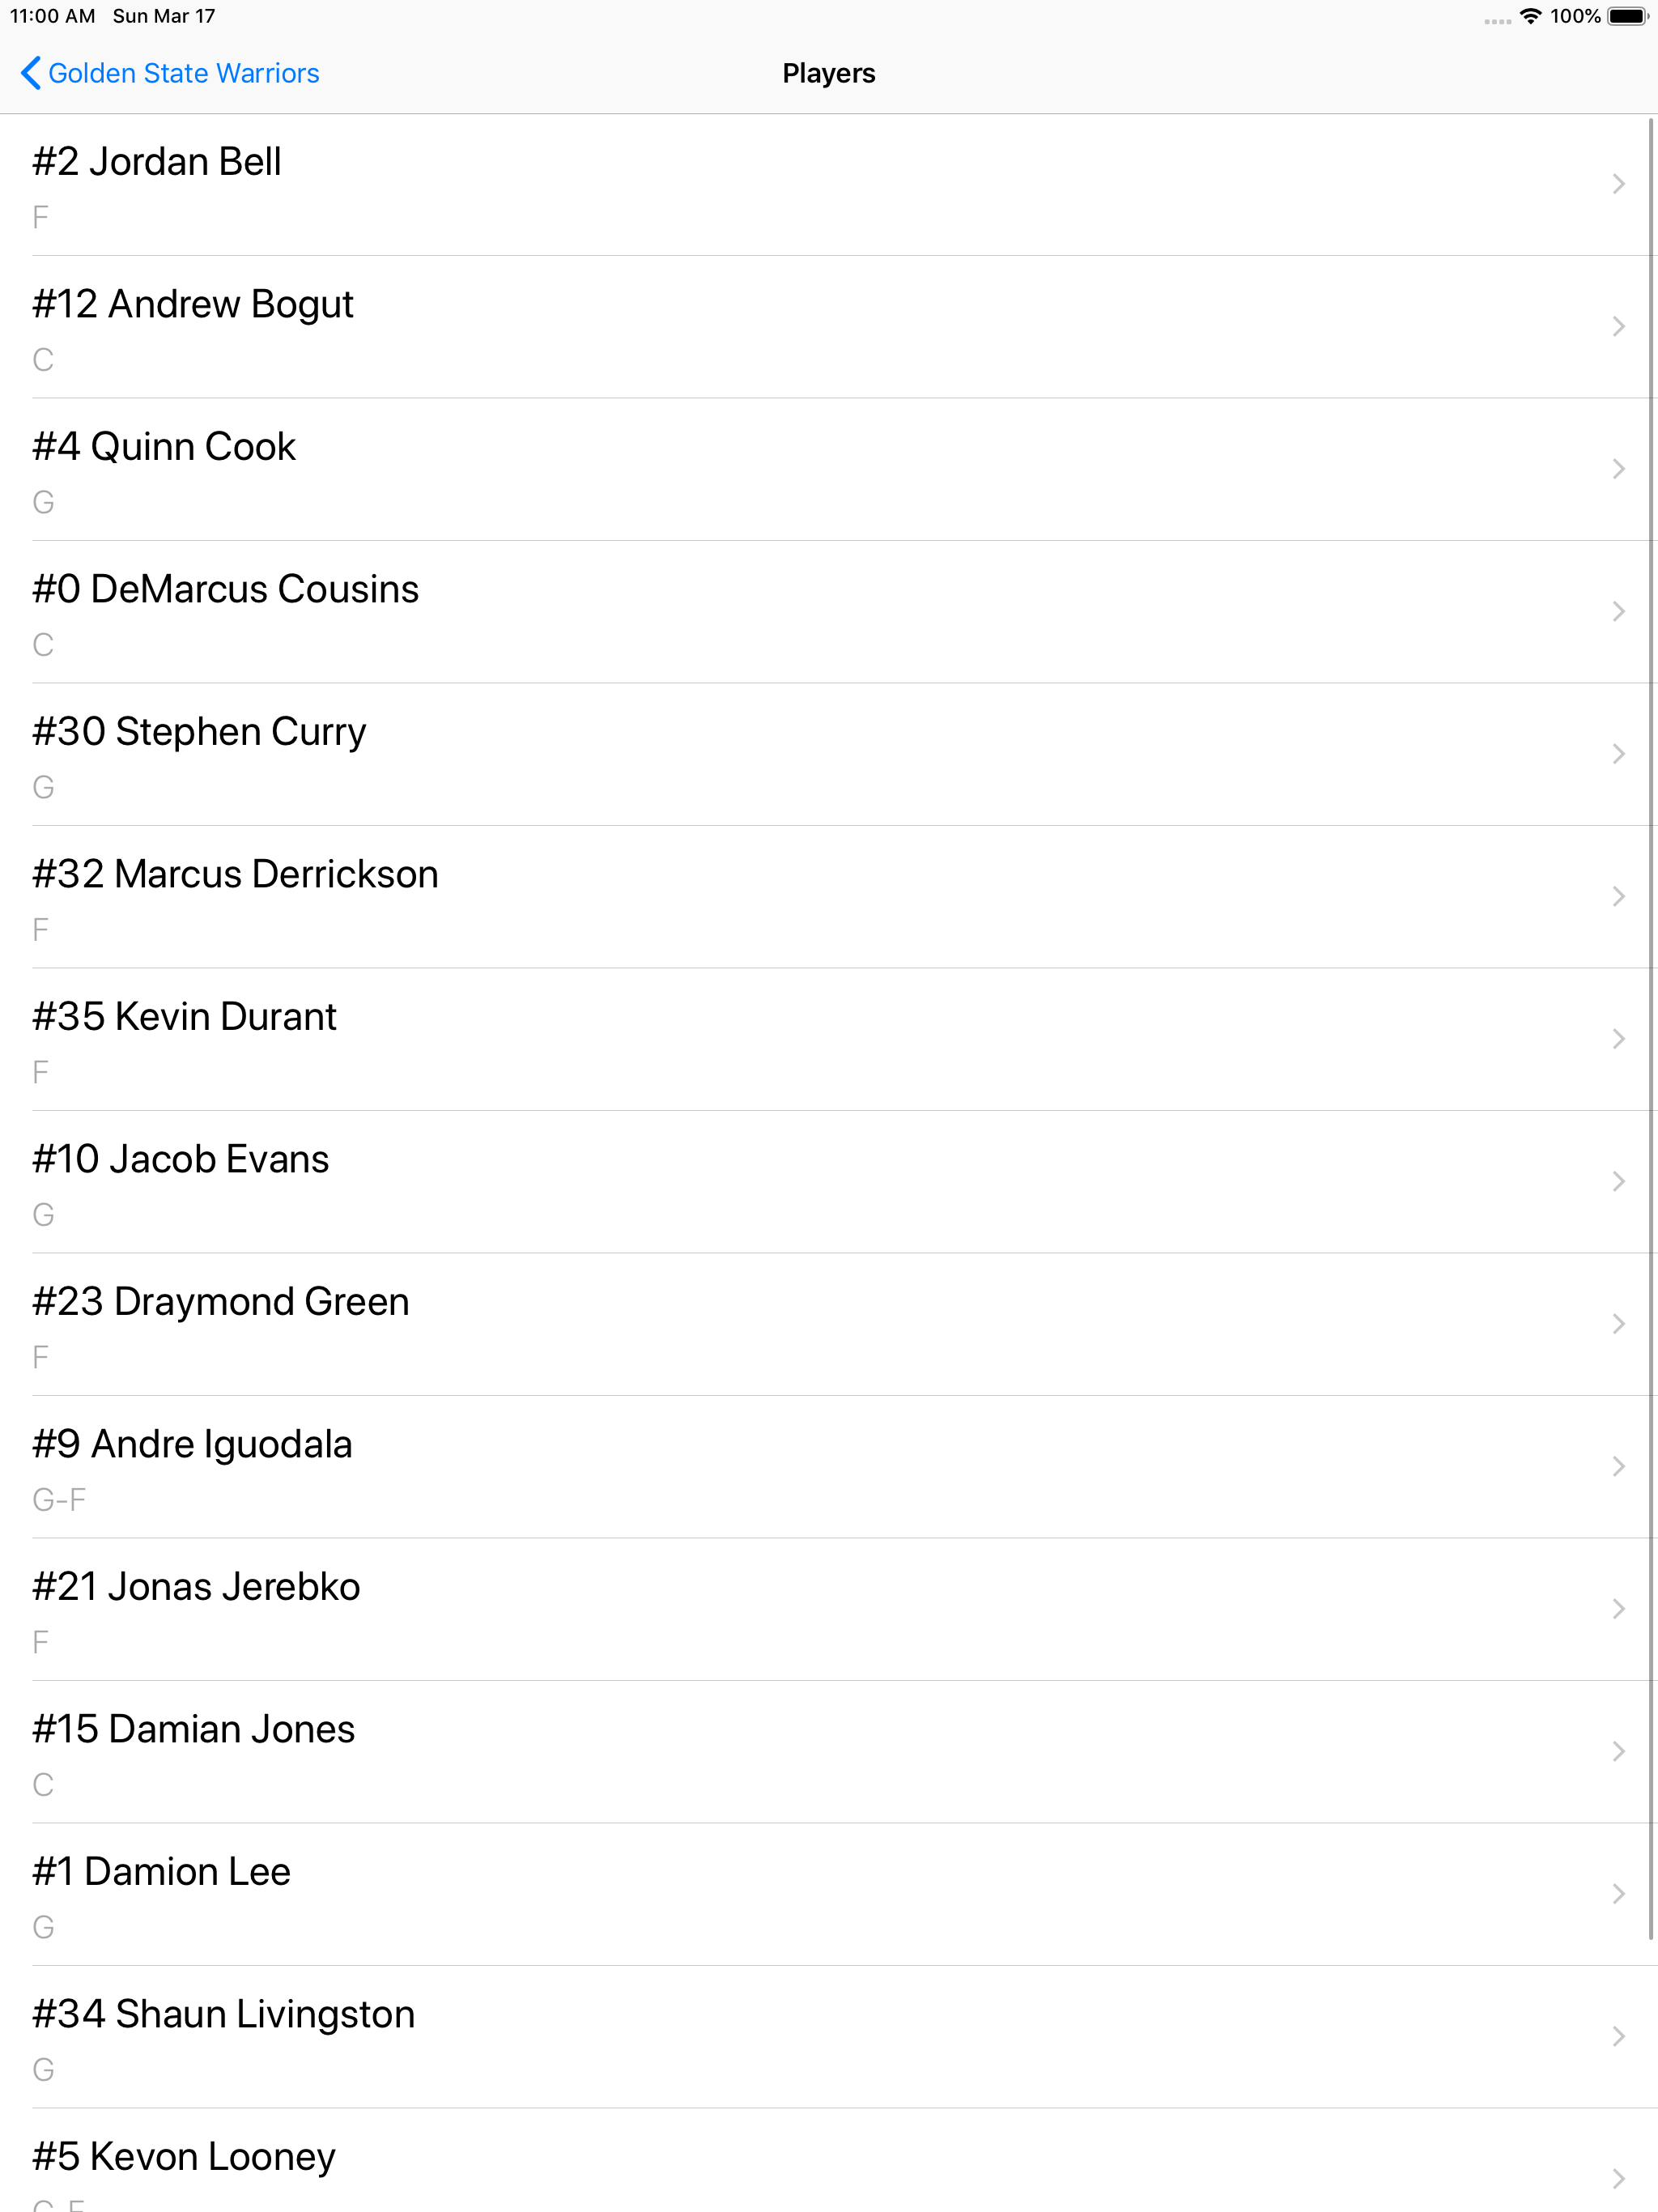 11:00 AM Sun Mar 17 100%
Golden State Warriors Players
#2 Jordan Bell
F
#12 Andrew Bogut
C
#4 Quinn Cook
G
#0 DeMarcus Cousins
C
#30 Stephen Curry
G
#32 Marcus Derrickson
F
#35 Kevin Durant
F
#10 Jacob Evans
G
#23 Draymond Green
F
#9 Andre Iguodala
G-F
#21 Jonas Jerebko
F
#15 Damian Jones
C
#1 Damion Lee
G
#34 Shaun Livingston
G
#5 Kevon Looney